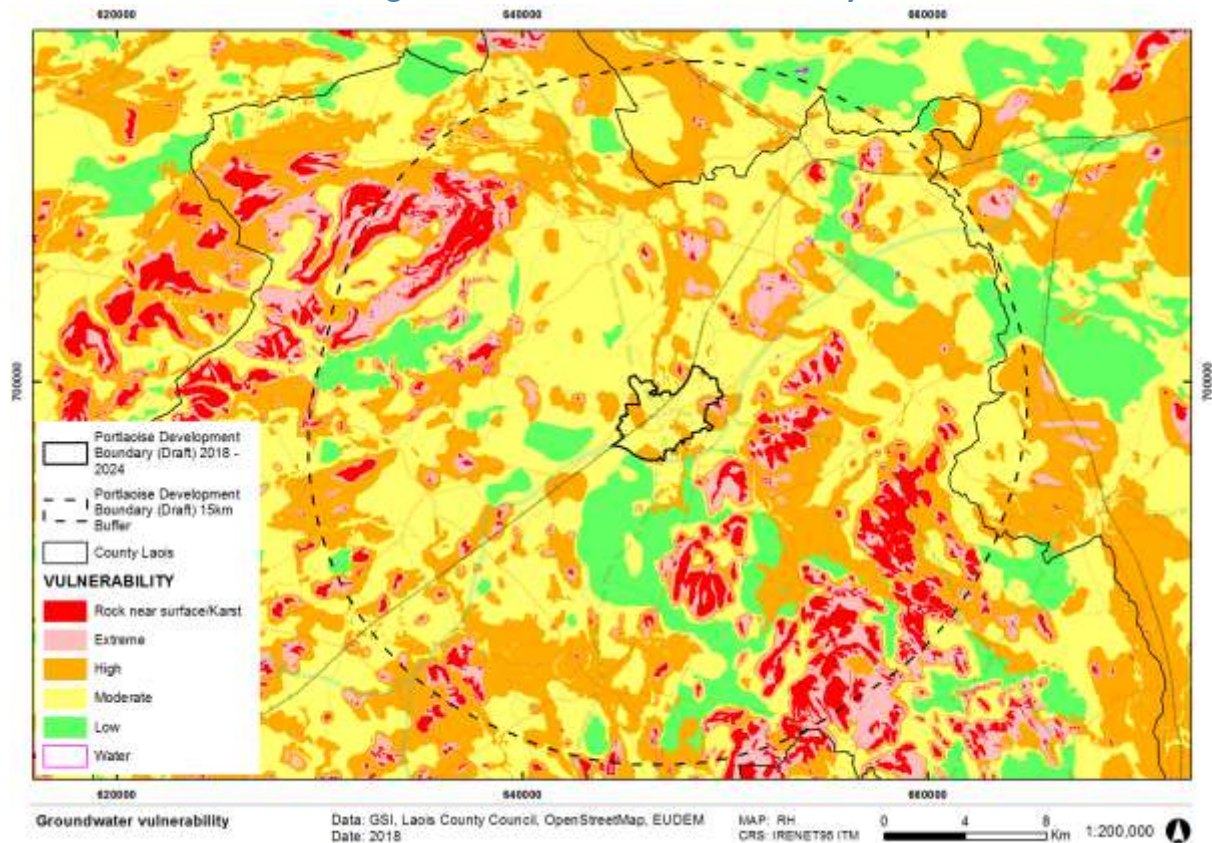 620000 640000 660000
700000
700000
Portlaoise Development
Boundary (Draft) 2018 -
2024
Portlaoise Development
Boundary (Draft) 15km
Buffer
County Laois
VULNERABILITY
Rock near surface/Karst
Extreme
High
Moderate
Low
Water
620000 640000 660000
Groundwater vulnerability
Data: GSI, Laois County Council, OpenStreetMap, EUDEM
Date: 2018
MAP: RH
CRS: IRENET95 ITM
0 4 8
Km
1:200,000